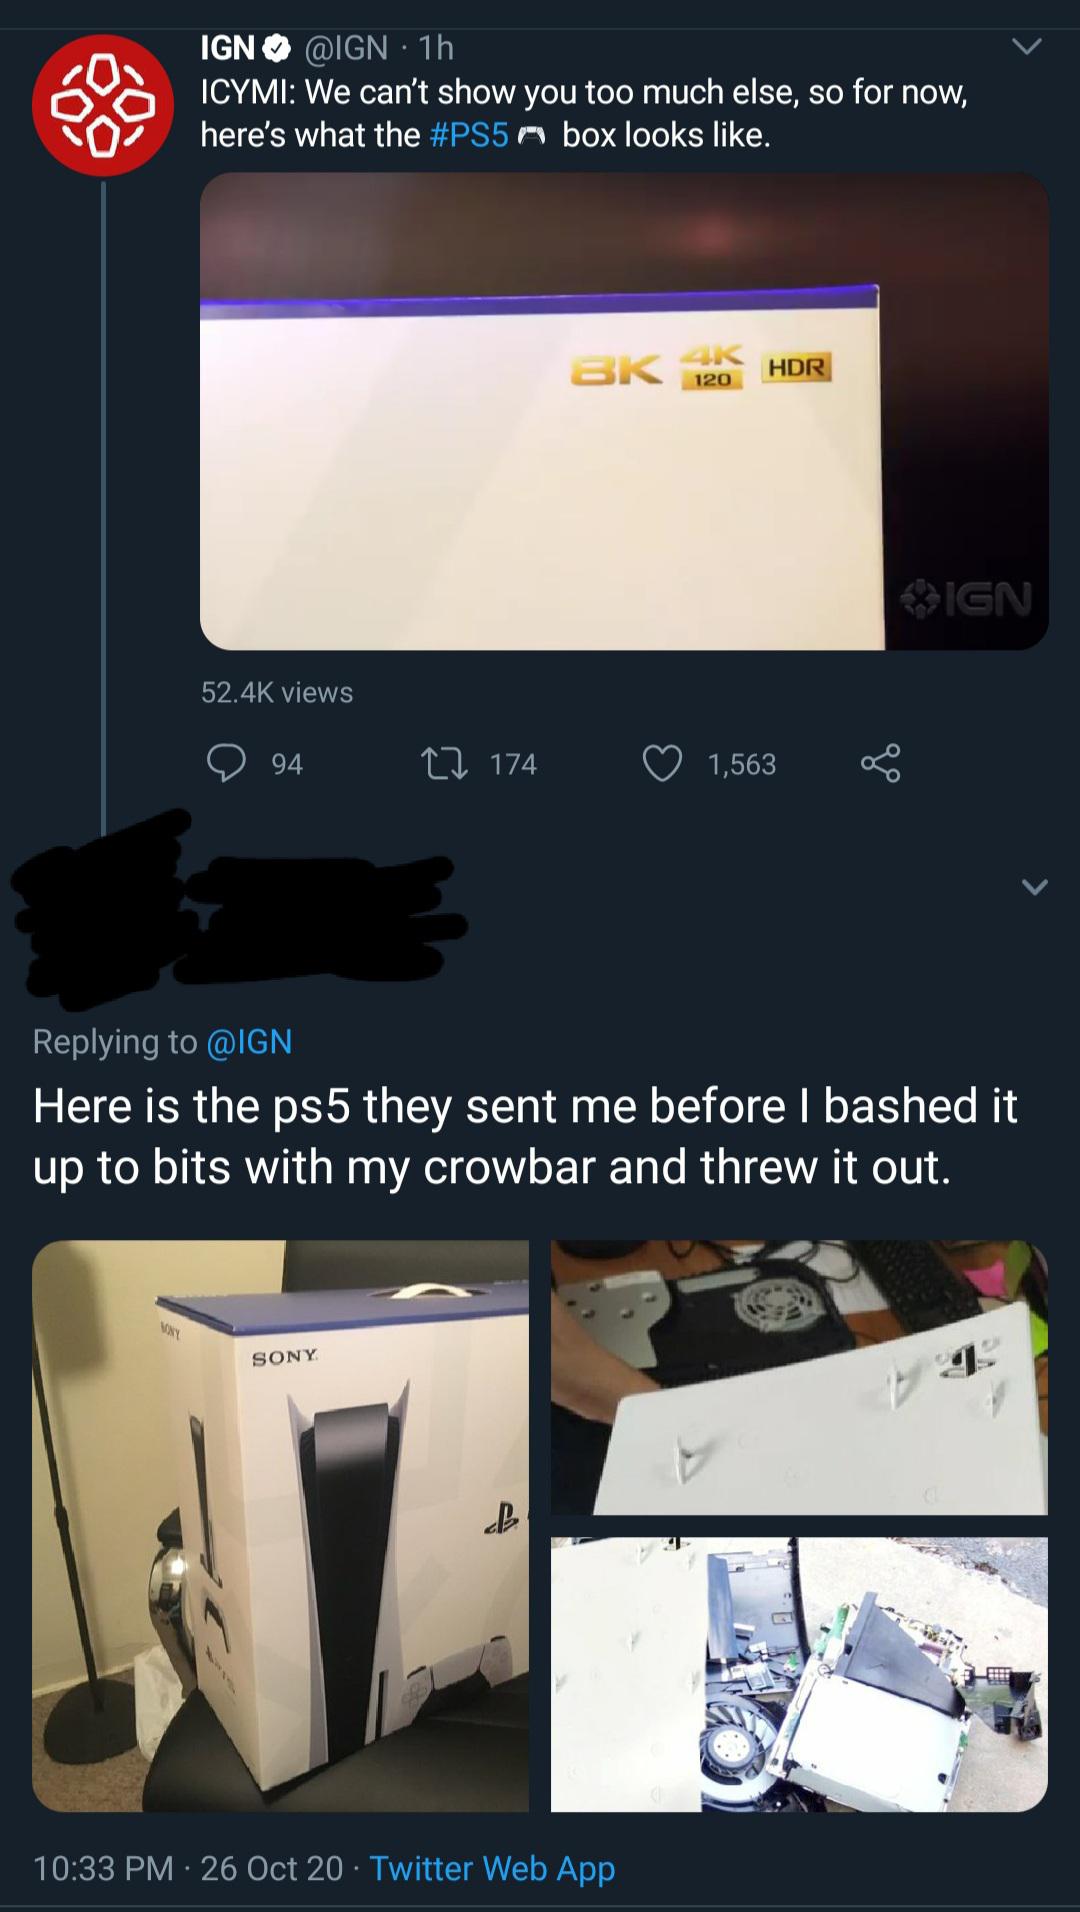 IGN @IGN · 1h
ICYMI: We can't show you too much else, so for now,
here's what the #PS5 🎮 box looks like.
8K 4K 120 HDR
IGN
52.4K views
94 174 1,563
Replying to @IGN
Here is the ps5 they sent me before I bashed it
up to bits with my crowbar and threw it out.
SONY
SONY
10:33 PM · 26 Oct 20 · Twitter Web App